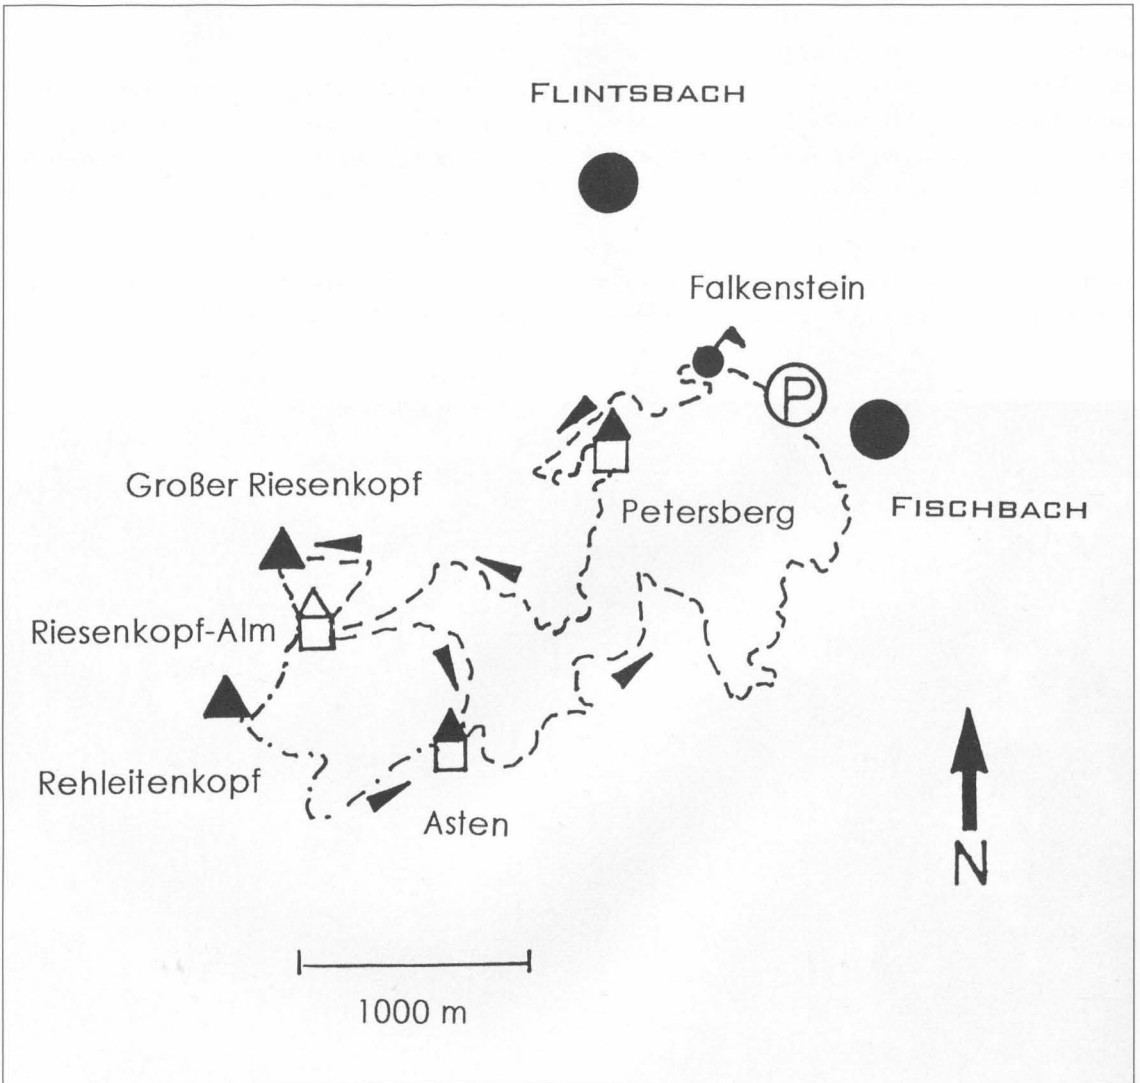 FLINTSBACH
Falkenstein
P
Großer Riesenkopf
Petersberg
FISCHBACH
Riesenkopf-Alm
Rehleitenkopf
Asten
N
1000 m